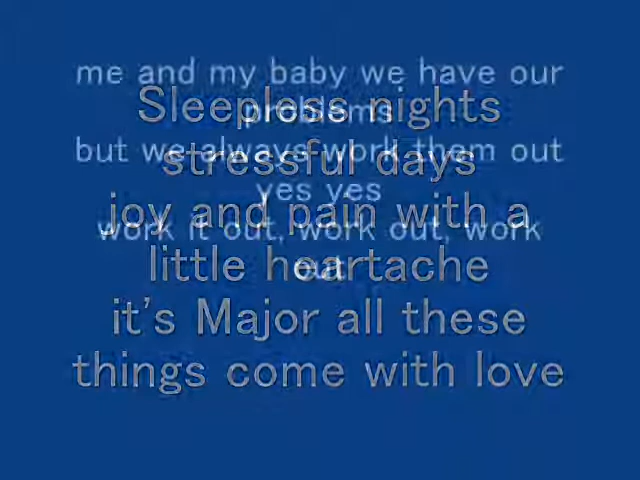 me and my baby we have our
problems
but we always work them out
yes yes
work it out, work out, work
out
Sleepless nights
stressful days
joy and pain with a
little heartache
it's Major all these
things come with love